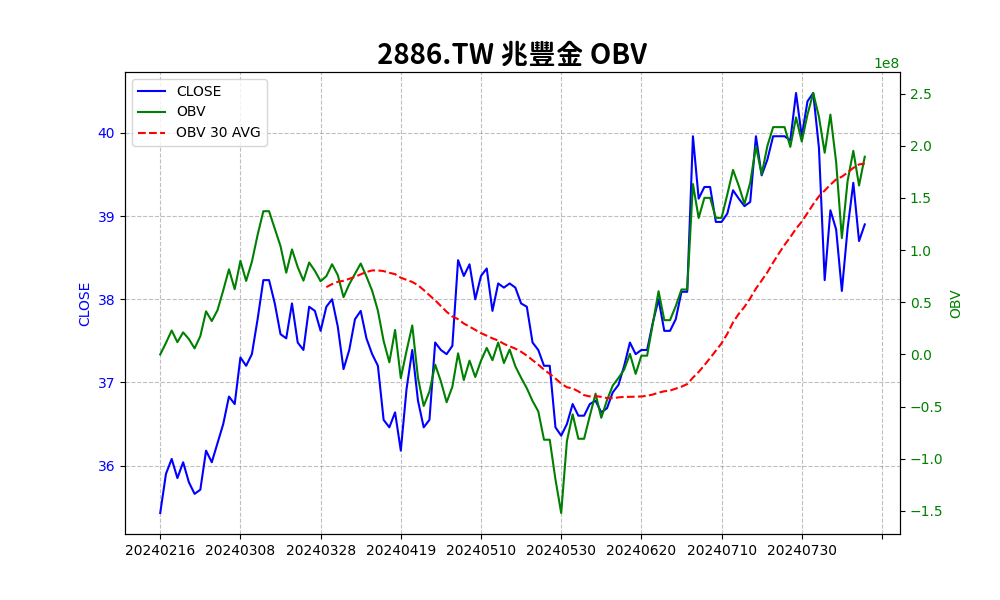 2886.TW 兆豐金 OBV
1e8
CLOSE
OBV
OBV 30 AVG
40
39
38
37
36
CLOSE
2.5
2.0
1.5
1.0
0.5
0.0
−0.5
−1.0
−1.5
OBV
20240216 20240308 20240328 20240419 20240510 20240530 20240620 20240710 20240730